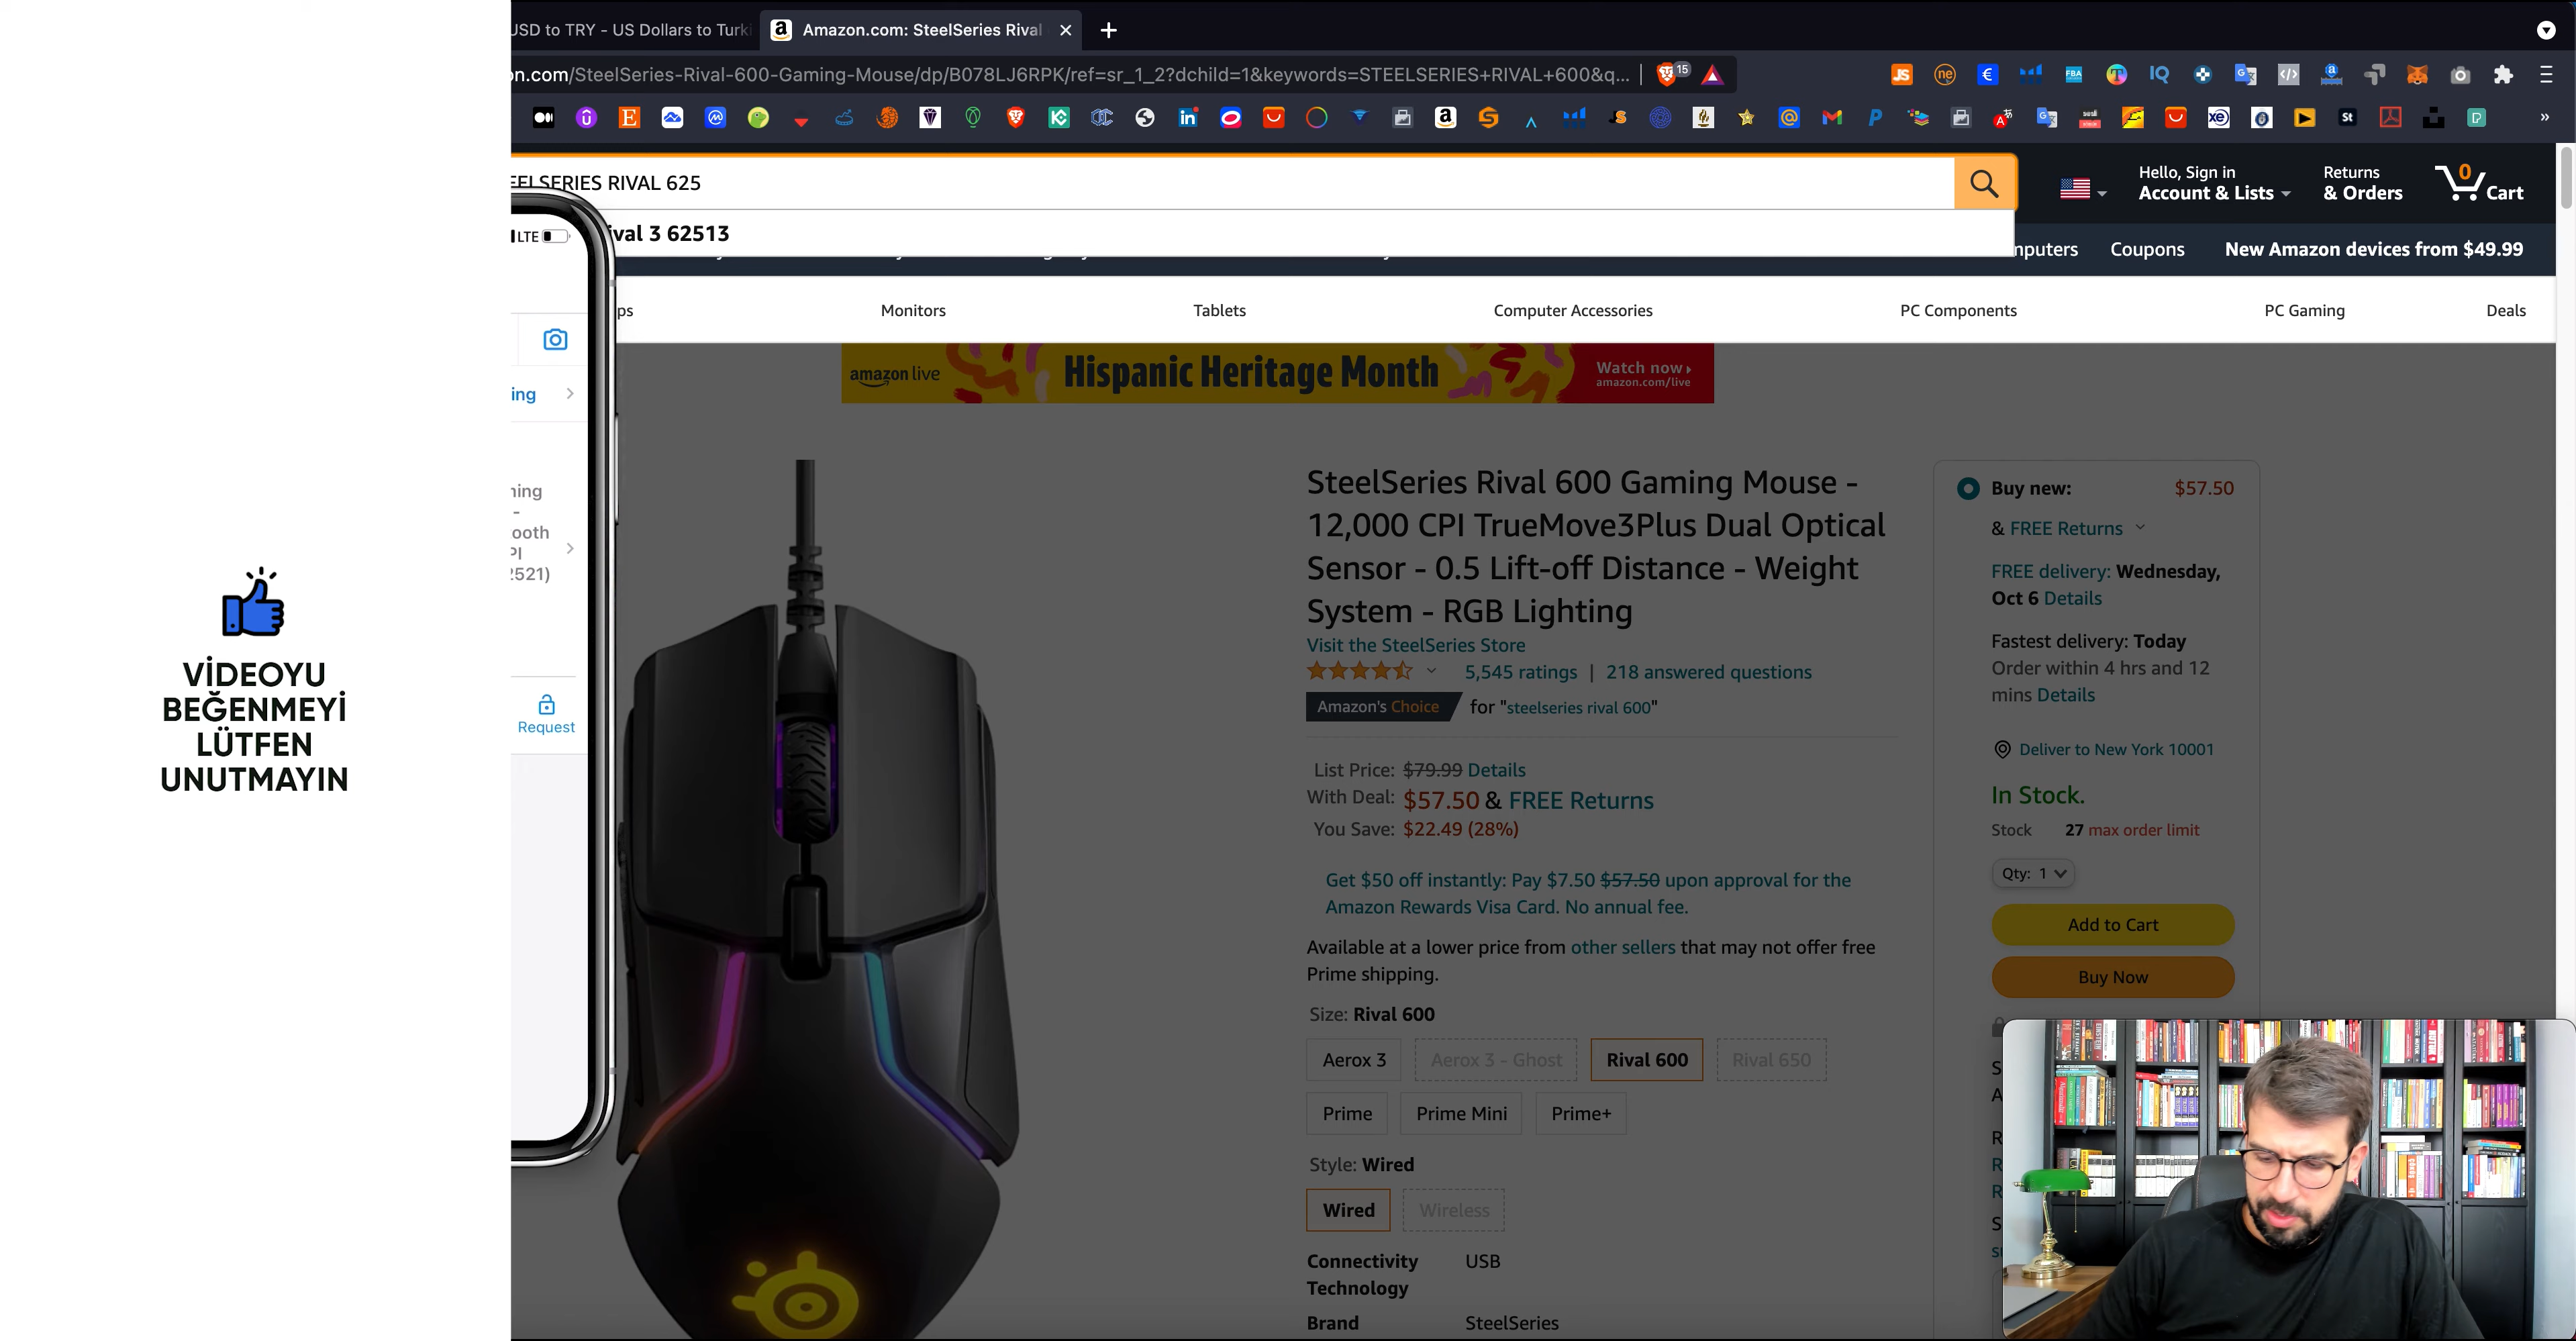 USD to TRY - US Dollars to Turki
Amazon.com: SteelSeries Rival
on.com/SteelSeries-Rival-600-Gaming-Mouse/dp/B078LJ6RPK/ref=sr_1_2?dchild=1&keywords=STEELSERIES+RIVAL+600&q...
15
EELSERIES RIVAL 625
ival 3 62513
Hello, Sign in
Account & Lists
Returns
& Orders
0
Cart
nputers
Coupons
New Amazon devices from $49.99
ps
Monitors
Tablets
Computer Accessories
PC Components
PC Gaming
Deals
amazon live
Hispanic Heritage Month
Watch now
amazon.com/live
LTE
ing
ning
-
ooth
PI
2521)
Request
VİDEOYU
BEĞENMEYİ
LÜTFEN
UNUTMAYIN
SteelSeries Rival 600 Gaming Mouse -
12,000 CPI TrueMove3Plus Dual Optical
Sensor - 0.5 Lift-off Distance - Weight
System - RGB Lighting
Visit the SteelSeries Store
5,545 ratings | 218 answered questions
Amazon's Choice for "steelseries rival 600"
List Price: $79.99 Details
With Deal: $57.50 & FREE Returns
You Save: $22.49 (28%)
Get $50 off instantly: Pay $7.50 $57.50 upon approval for the
Amazon Rewards Visa Card. No annual fee.
Available at a lower price from other sellers that may not offer free
Prime shipping.
Size: Rival 600
Aerox 3
Aerox 3 - Ghost
Rival 600
Rival 650
Prime
Prime Mini
Prime+
Style: Wired
Wired
Wireless
Connectivity
Technology
USB
Brand
SteelSeries
Buy new: $57.50
& FREE Returns
FREE delivery: Wednesday,
Oct 6 Details
Fastest delivery: Today
Order within 4 hrs and 12
mins Details
Deliver to New York 10001
In Stock.
Stock 27 max order limit
Qty: 1
Add to Cart
Buy Now